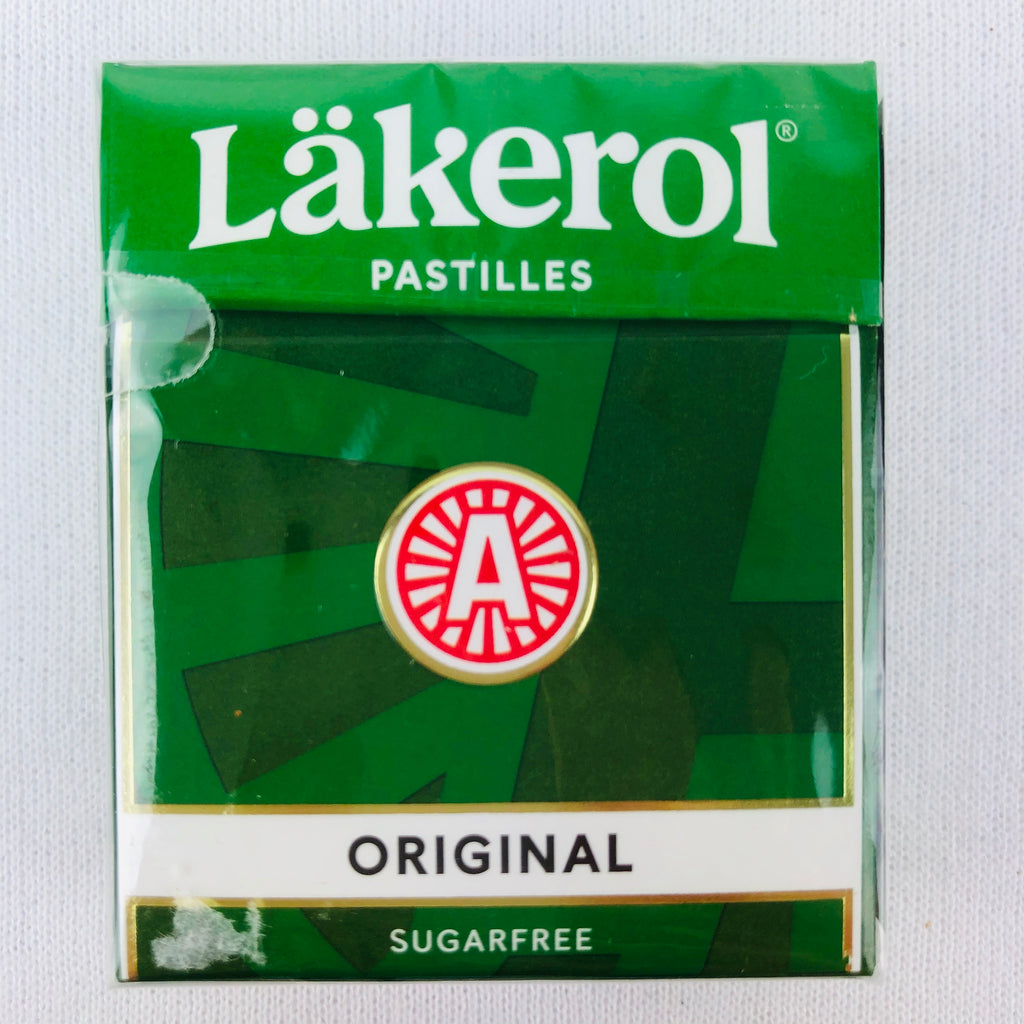 Läkerol®
PASTILLES
A
ORIGINAL
SUGARFREE